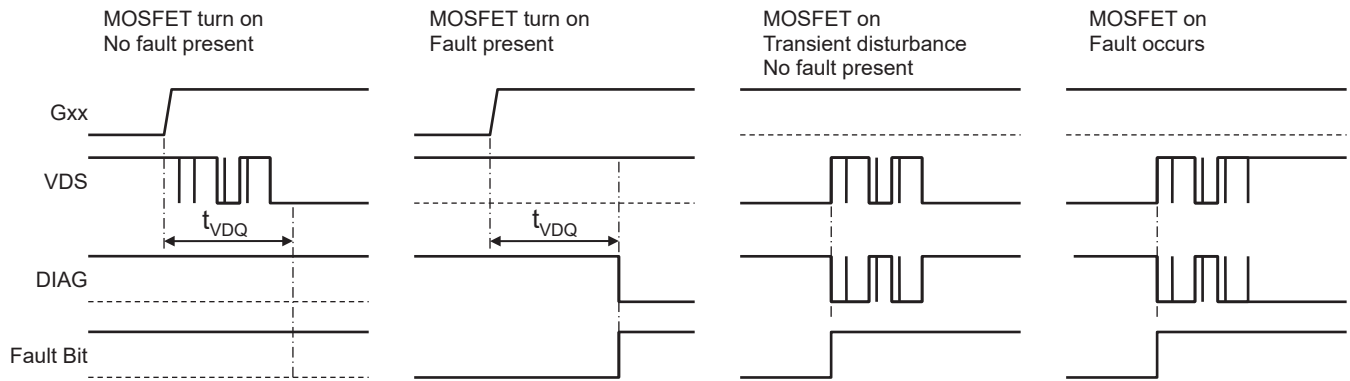 MOSFET turn on
No fault present
MOSFET turn on
Fault present
MOSFET on
Transient disturbance
No fault present
MOSFET on
Fault occurs
Gxx
VDS
tVDQ
tVDQ
DIAG
Fault Bit